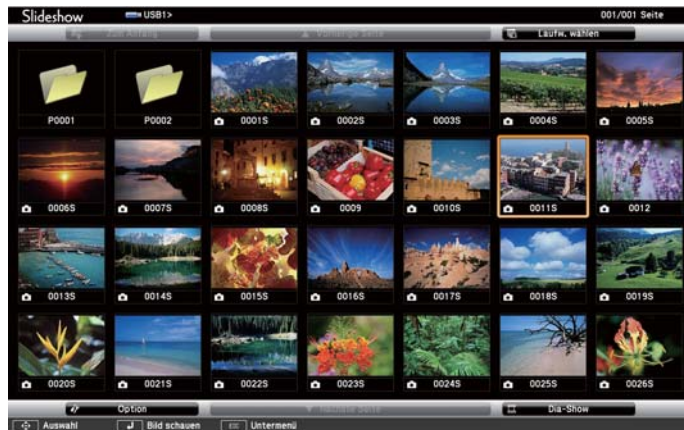 Slideshow USB1> 001/001 Seite
Zum Anfang ▲ Vorherige Seite Laufw. wählen
P0001 P0002 0001S 0002S 0003S 0004S 0005S
0006S 0007S 0008S 0009 0010S 0011S 0012
0013S 0014S 0015S 0016S 0017S 0018S 0019S
0020S 0021S 0022S 0023S 0024S 0025S 0026S
Option ▼ Nächste Seite Dia-Show
Auswahl Bild schauen ESC Untermenü